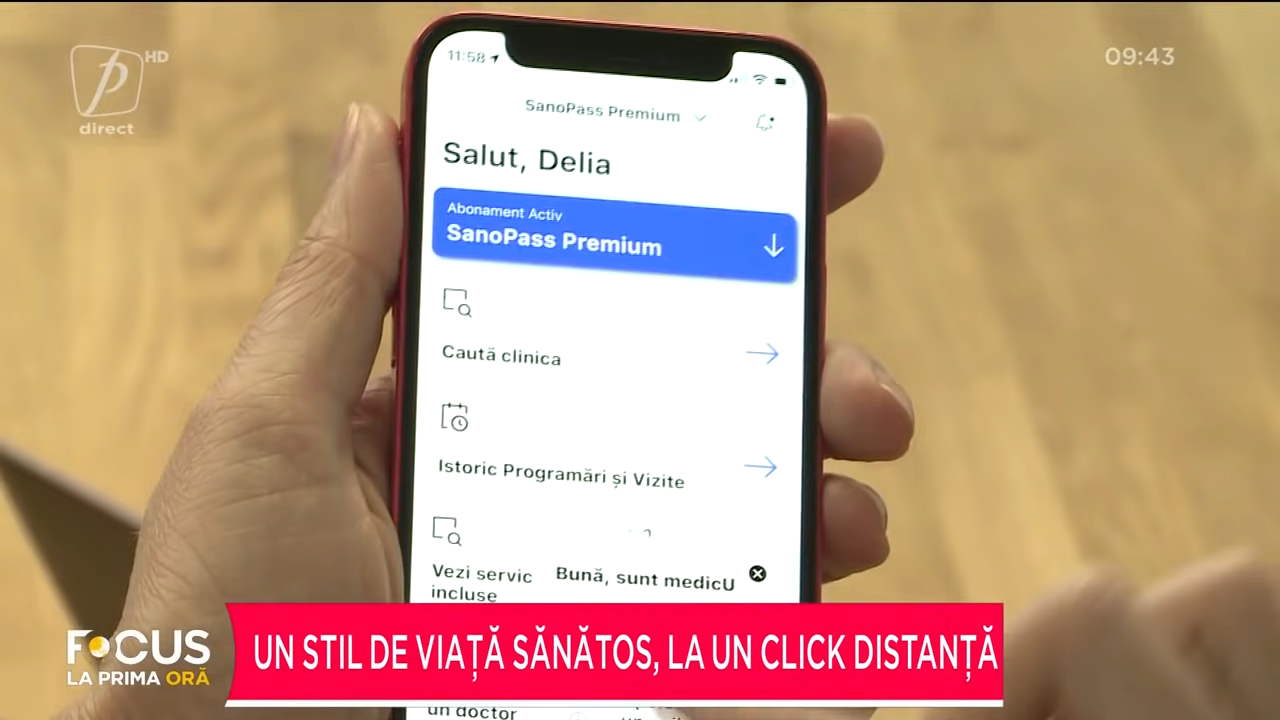 HD
direct
09:43
11:58
SanoPass Premium
Salut, Delia
Abonament Activ
SanoPass Premium
Caută clinica
Istoric Programări și Vizite
Vezi servic
incluse
Bună, sunt medicU
FOCUS
LA PRIMA ORĂ
UN STIL DE VIAȚĂ SĂNĂTOS, LA UN CLICK DISTANȚĂ
un doctor